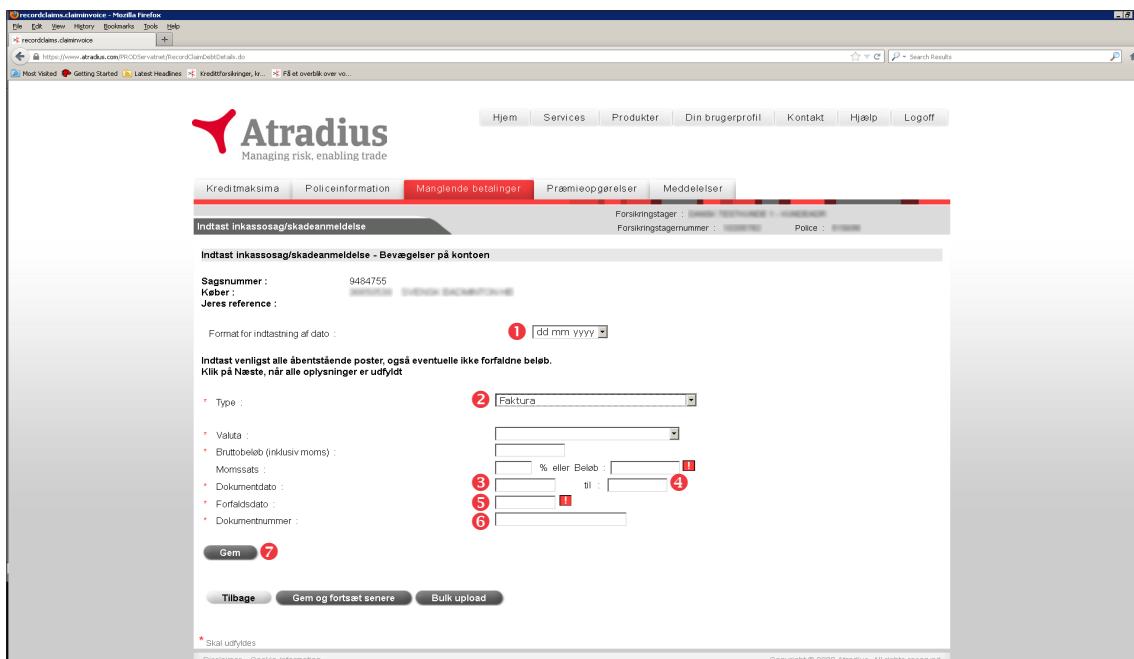 recordclaims.claiminvoice - Mozilla Firefox
File Edit View History Bookmarks Tools Help
recordclaims.claiminvoice +
https://www.atradius.com/PRODServatnet/RecordClaimDebtDetails.do Search Results
Most Visited Getting Started Latest Headlines Kredittforsikringer, kr... Få et overblik over vo...
Hjem Services Produkter Din brugerprofil Kontakt Hjælp Logoff
Atradius
Managing risk, enabling trade
Kreditmaksima Policeinformation Manglende betalinger Præmieopgørelser Meddelelser
Forsikringstager :
Indtast inkassosag/skadeanmeldelse
Forsikringstagernummer : Police :
Indtast inkassosag/skadeanmeldelse - Bevægelser på kontoen
Sagsnummer : 9484755
Køber :
Jeres reference :
Format for indtastning af dato : 1 dd mm yyyy
Indtast venligst alle åbentstående poster, også eventuelle ikke forfaldne beløb.
Klik på Næste, når alle oplysninger er udfyldt
* Type : 2 Faktura
* Valuta :
* Bruttobeløb (inklusiv moms) :
Momssats : % eller Beløb : !
* Dokumentdato : 3 til : 4
* Forfaldsdato : 5 !
* Dokumentnummer : 6
Gem 7
Tilbage Gem og fortsæt senere Bulk upload
* Skal udfyldes